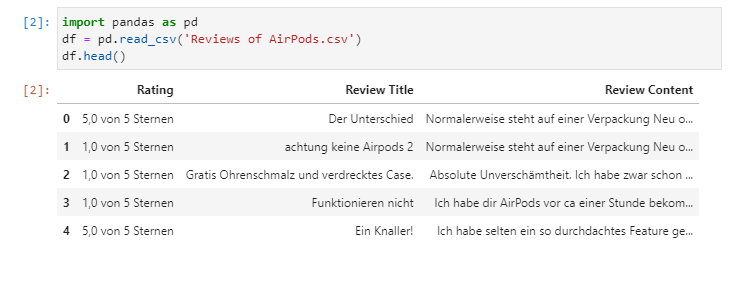 [2]: import pandas as pd
df = pd.read_csv('Reviews of AirPods.csv')
df.head()
[2]: Rating Review Title Review Content
0 5,0 von 5 Sternen Der Unterschied Normalerweise steht auf einer Verpackung Neu o...
1 1,0 von 5 Sternen achtung keine Airpods 2 Normalerweise steht auf einer Verpackung Neu o...
2 1,0 von 5 Sternen Gratis Ohrenschmalz und verdrecktes Case. Absolute Unverschämtheit. Ich habe zwar schon ...
3 1,0 von 5 Sternen Funktionieren nicht Ich habe dir AirPods vor ca einer Stunde bekom...
4 5,0 von 5 Sternen Ein Knaller! Ich habe selten ein so durchdachtes Feature ge...